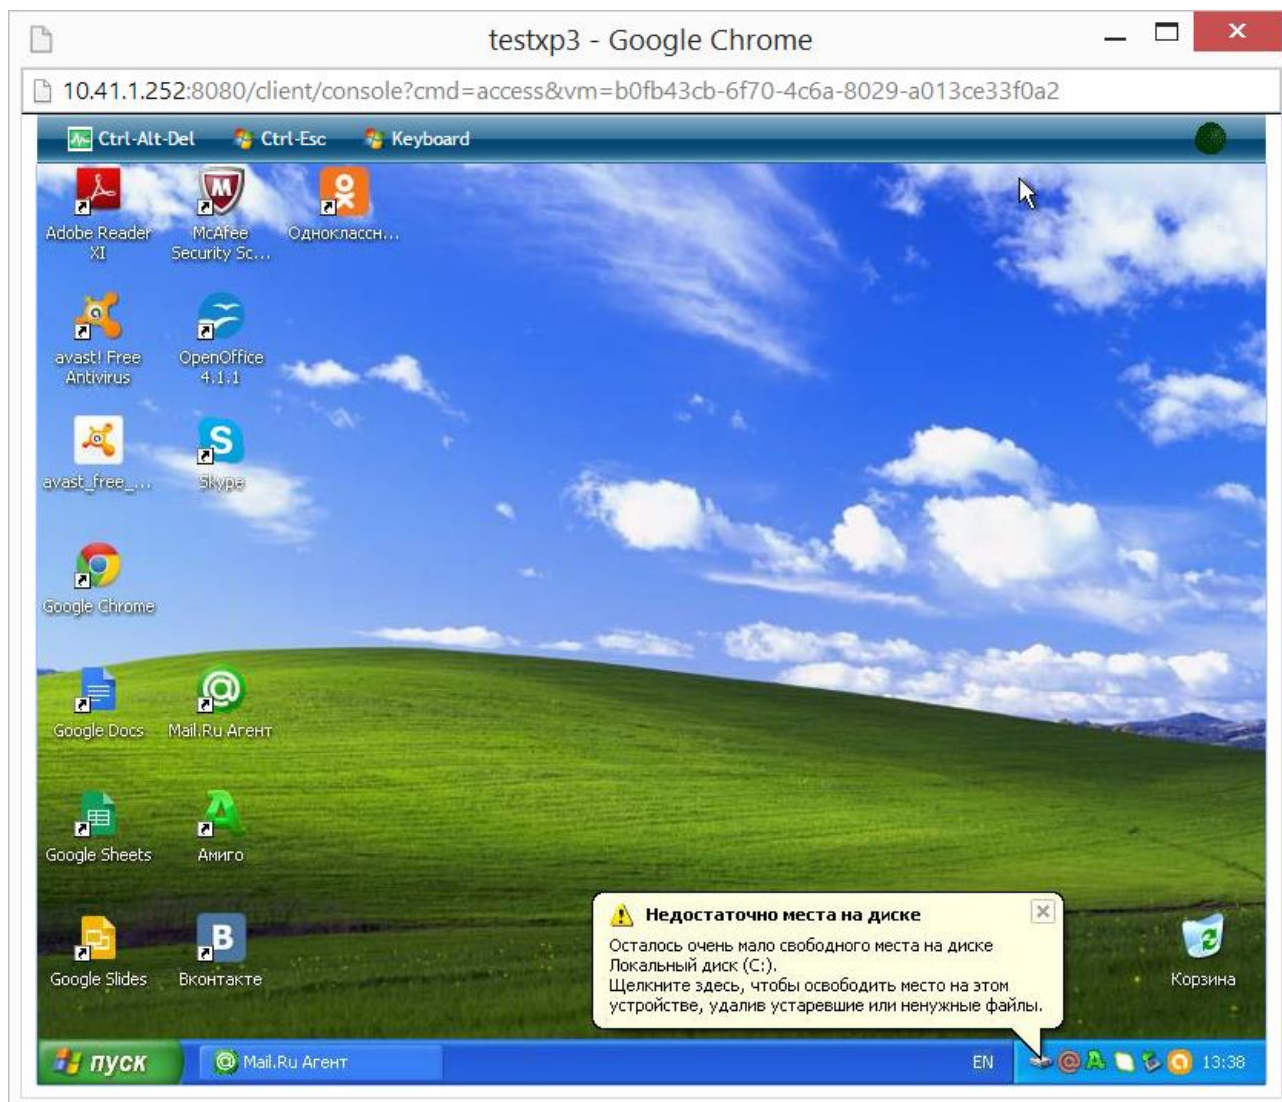 testxp3 - Google Chrome
10.41.1.252:8080/client/console?cmd=access&vm=b0fb43cb-6f70-4c6a-8029-a013ce33f0a2
Ctrl-Alt-Del Ctrl-Esc Keyboard
Adobe Reader XI
McAfee Security Sc...
Одноклассн...
avast! Free Antivirus
OpenOffice 4.1.1
avast_free_...
Skype
Google Chrome
Google Docs
Mail.Ru Агент
Google Sheets
Амиго
Google Slides
Вконтакте
Недостаточно места на диске
Осталось очень мало свободного места на диске
Локальный диск (C:).
Щелкните здесь, чтобы освободить место на этом
устройстве, удалив устаревшие или ненужные файлы.
Корзина
пуск
Mail.Ru Агент
EN
13:38